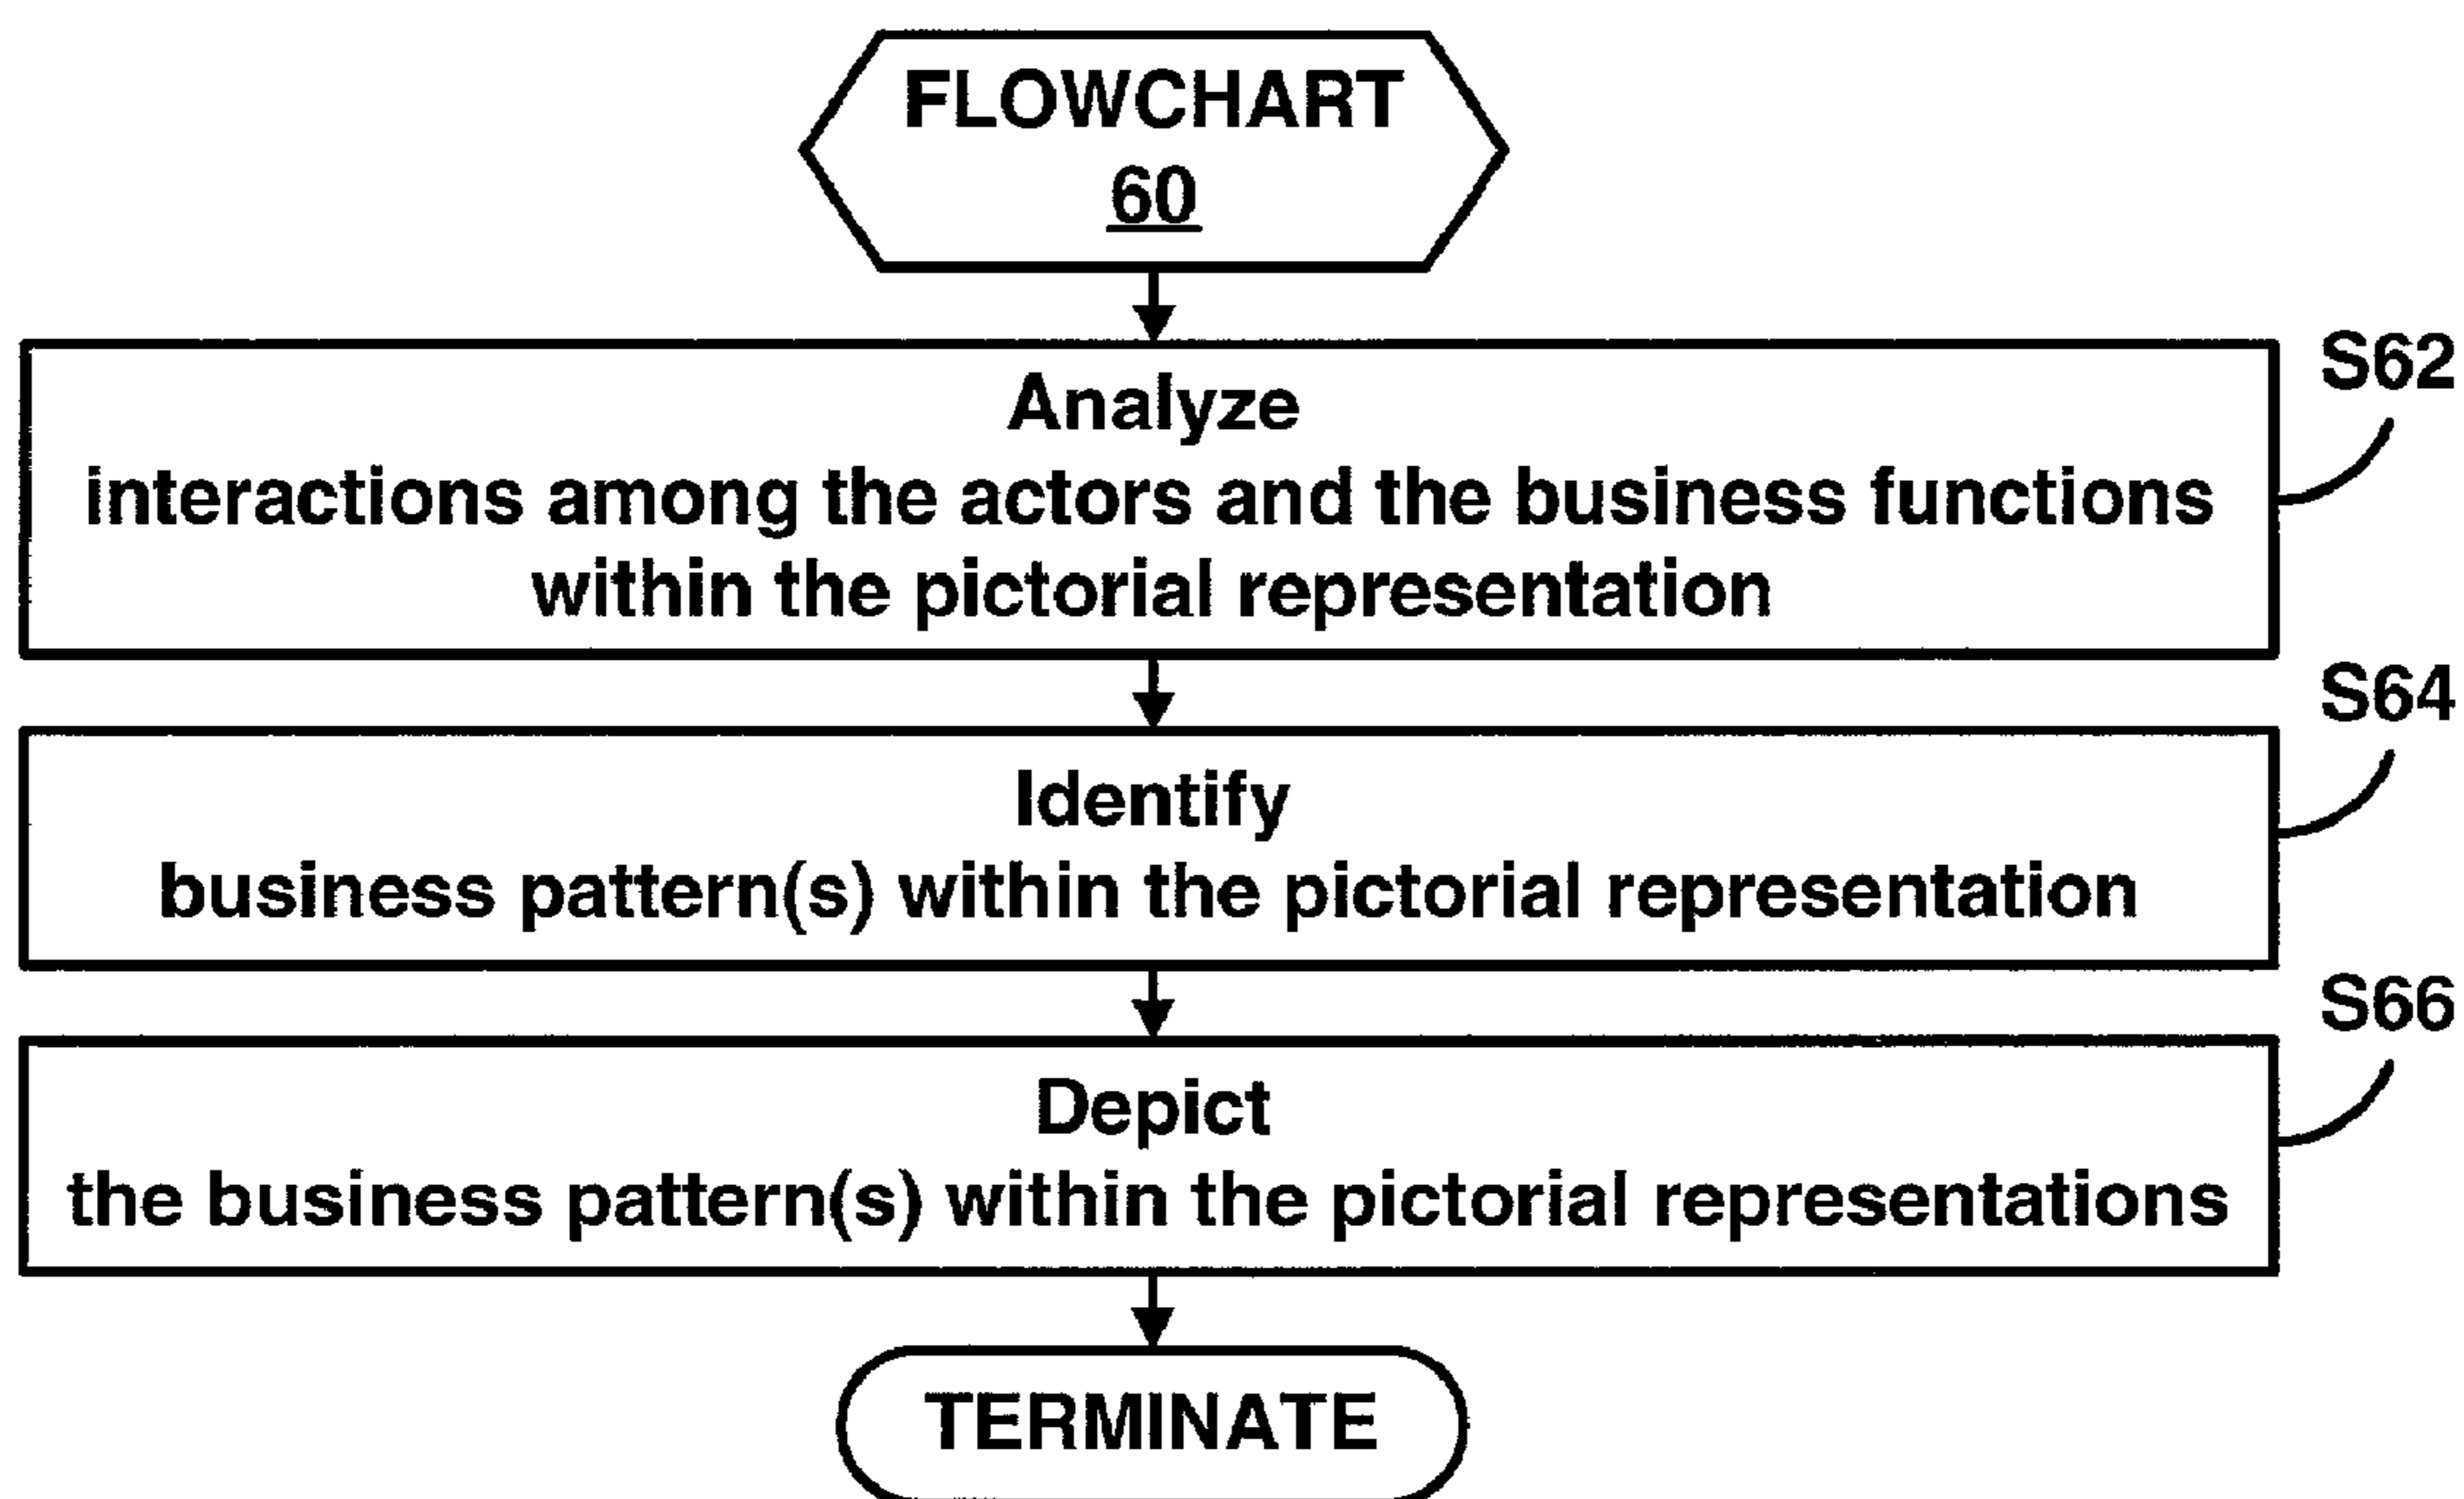 FLOWCHART
60
S62
Analyze
interactions among the actors and the business functions
within the pictorial representation
S64
Identify
business pattern(s) within the pictorial representation
S66
Depict
the business pattern(s) within the pictorial representations
TERMINATE